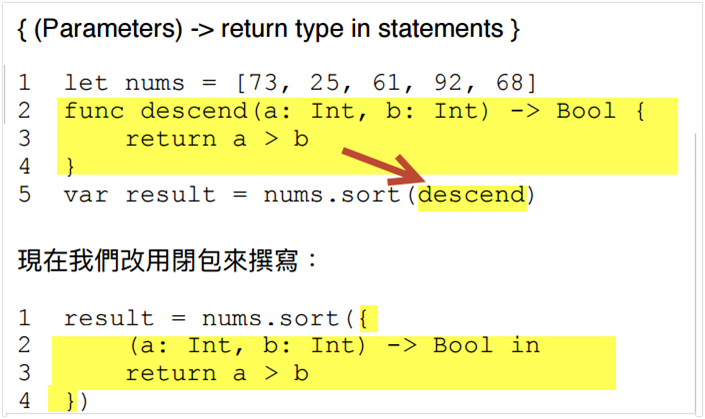 { (Parameters) -> return type in statements }
1 let nums = [73, 25, 61, 92, 68]
2 func descend(a: Int, b: Int) -> Bool {
3     return a > b
4 }
5 var result = nums.sort(descend)
現在我們改用閉包來撰寫：
1 result = nums.sort({
2     (a: Int, b: Int) -> Bool in
3     return a > b
4 })